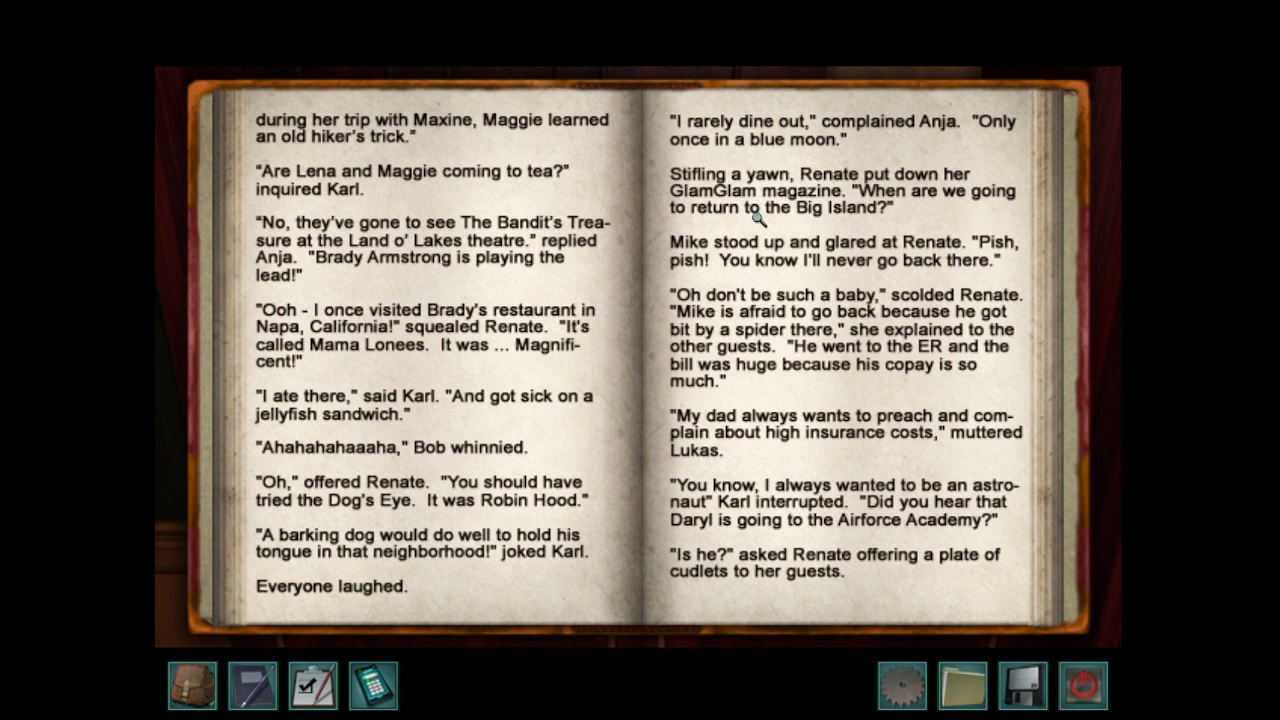 during her trip with Maxine, Maggie learned
an old hiker's trick."
"Are Lena and Maggie coming to tea?"
inquired Karl.
"No, they've gone to see The Bandit's Trea-
sure at the Land o' Lakes theatre." replied
Anja.  "Brady Armstrong is playing the
lead!"
"Ooh - I once visited Brady's restaurant in
Napa, California!" squealed Renate.  "It's
called Mama Lonees.  It was ... Magnifi-
cent!"
"I ate there," said Karl. "And got sick on a
jellyfish sandwich."
"Ahahahahaaaha," Bob whinnied.
"Oh," offered Renate.  "You should have
tried the Dog's Eye.  It was Robin Hood."
"A barking dog would do well to hold his
tongue in that neighborhood!" joked Karl.
Everyone laughed.
"I rarely dine out," complained Anja.  "Only
once in a blue moon."
Stifling a yawn, Renate put down her
GlamGlam magazine. "When are we going
to return to the Big Island?"
Mike stood up and glared at Renate. "Pish,
pish!  You know I'll never go back there."
"Oh don't be such a baby," scolded Renate.
"Mike is afraid to go back because he got
bit by a spider there," she explained to the
other guests.  "He went to the ER and the
bill was huge because his copay is so
much."
"My dad always wants to preach and com-
plain about high insurance costs," muttered
Lukas.
"You know, I always wanted to be an astro-
naut" Karl interrupted.  "Did you hear that
Daryl is going to the Airforce Academy?"
"Is he?" asked Renate offering a plate of
cudlets to her guests.